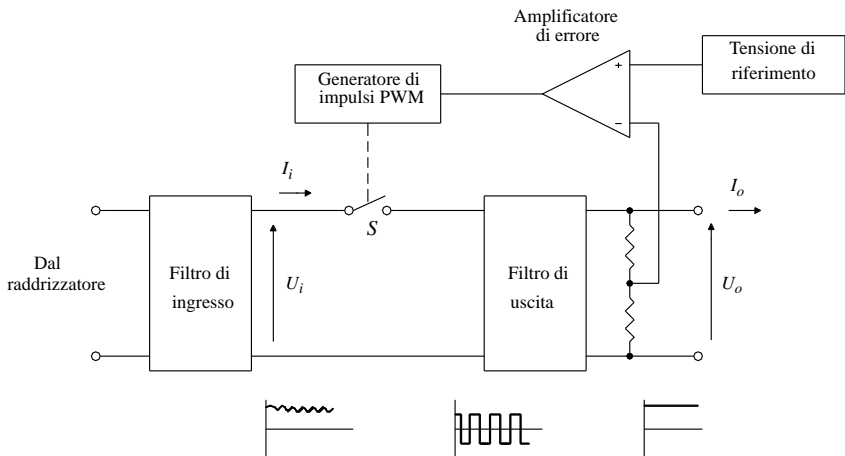 Amplificatore
di errore
Tensione di
riferimento
Generatore di
impulsi PWM
+
−
I_i
I_o
S
Dal
raddrizzatore
Filtro di
ingresso
U_i
Filtro di
uscita
U_o